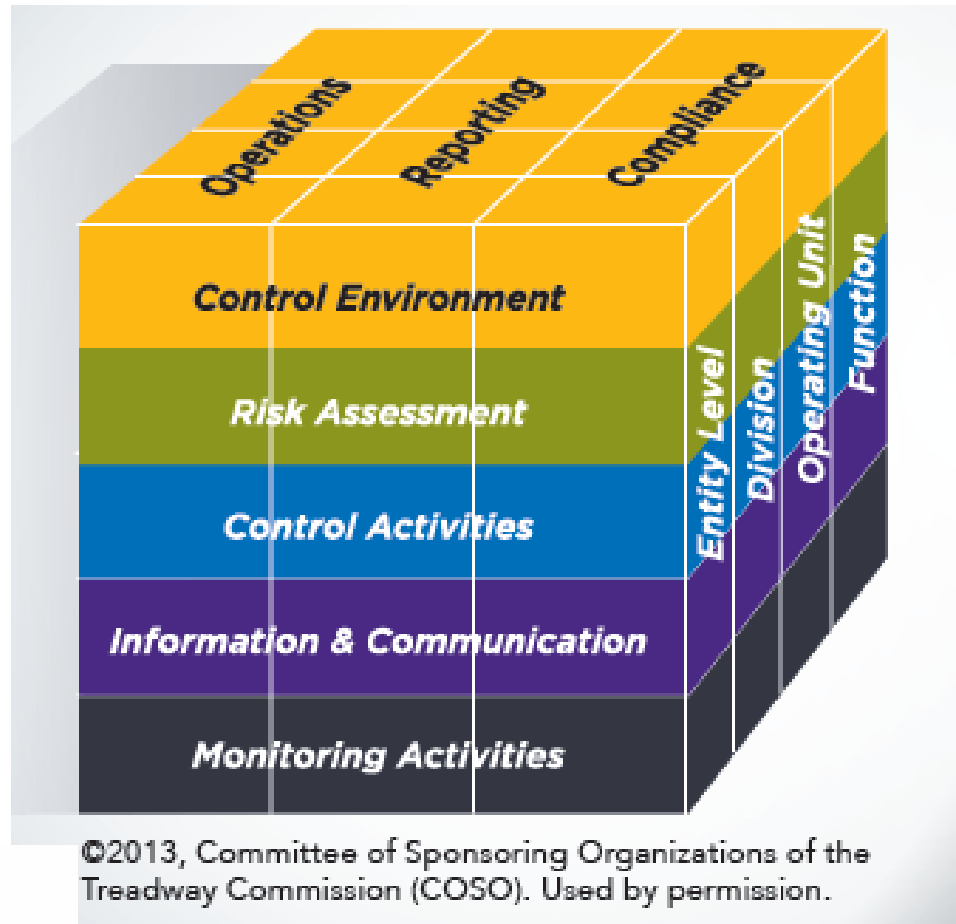 Operations
Reporting
Compliance
Control Environment
Risk Assessment
Control Activities
Information & Communication
Monitoring Activities
Entity Level
Division
Operating Unit
Function
©2013, Committee of Sponsoring Organizations of the
Treadway Commission (COSO). Used by permission.